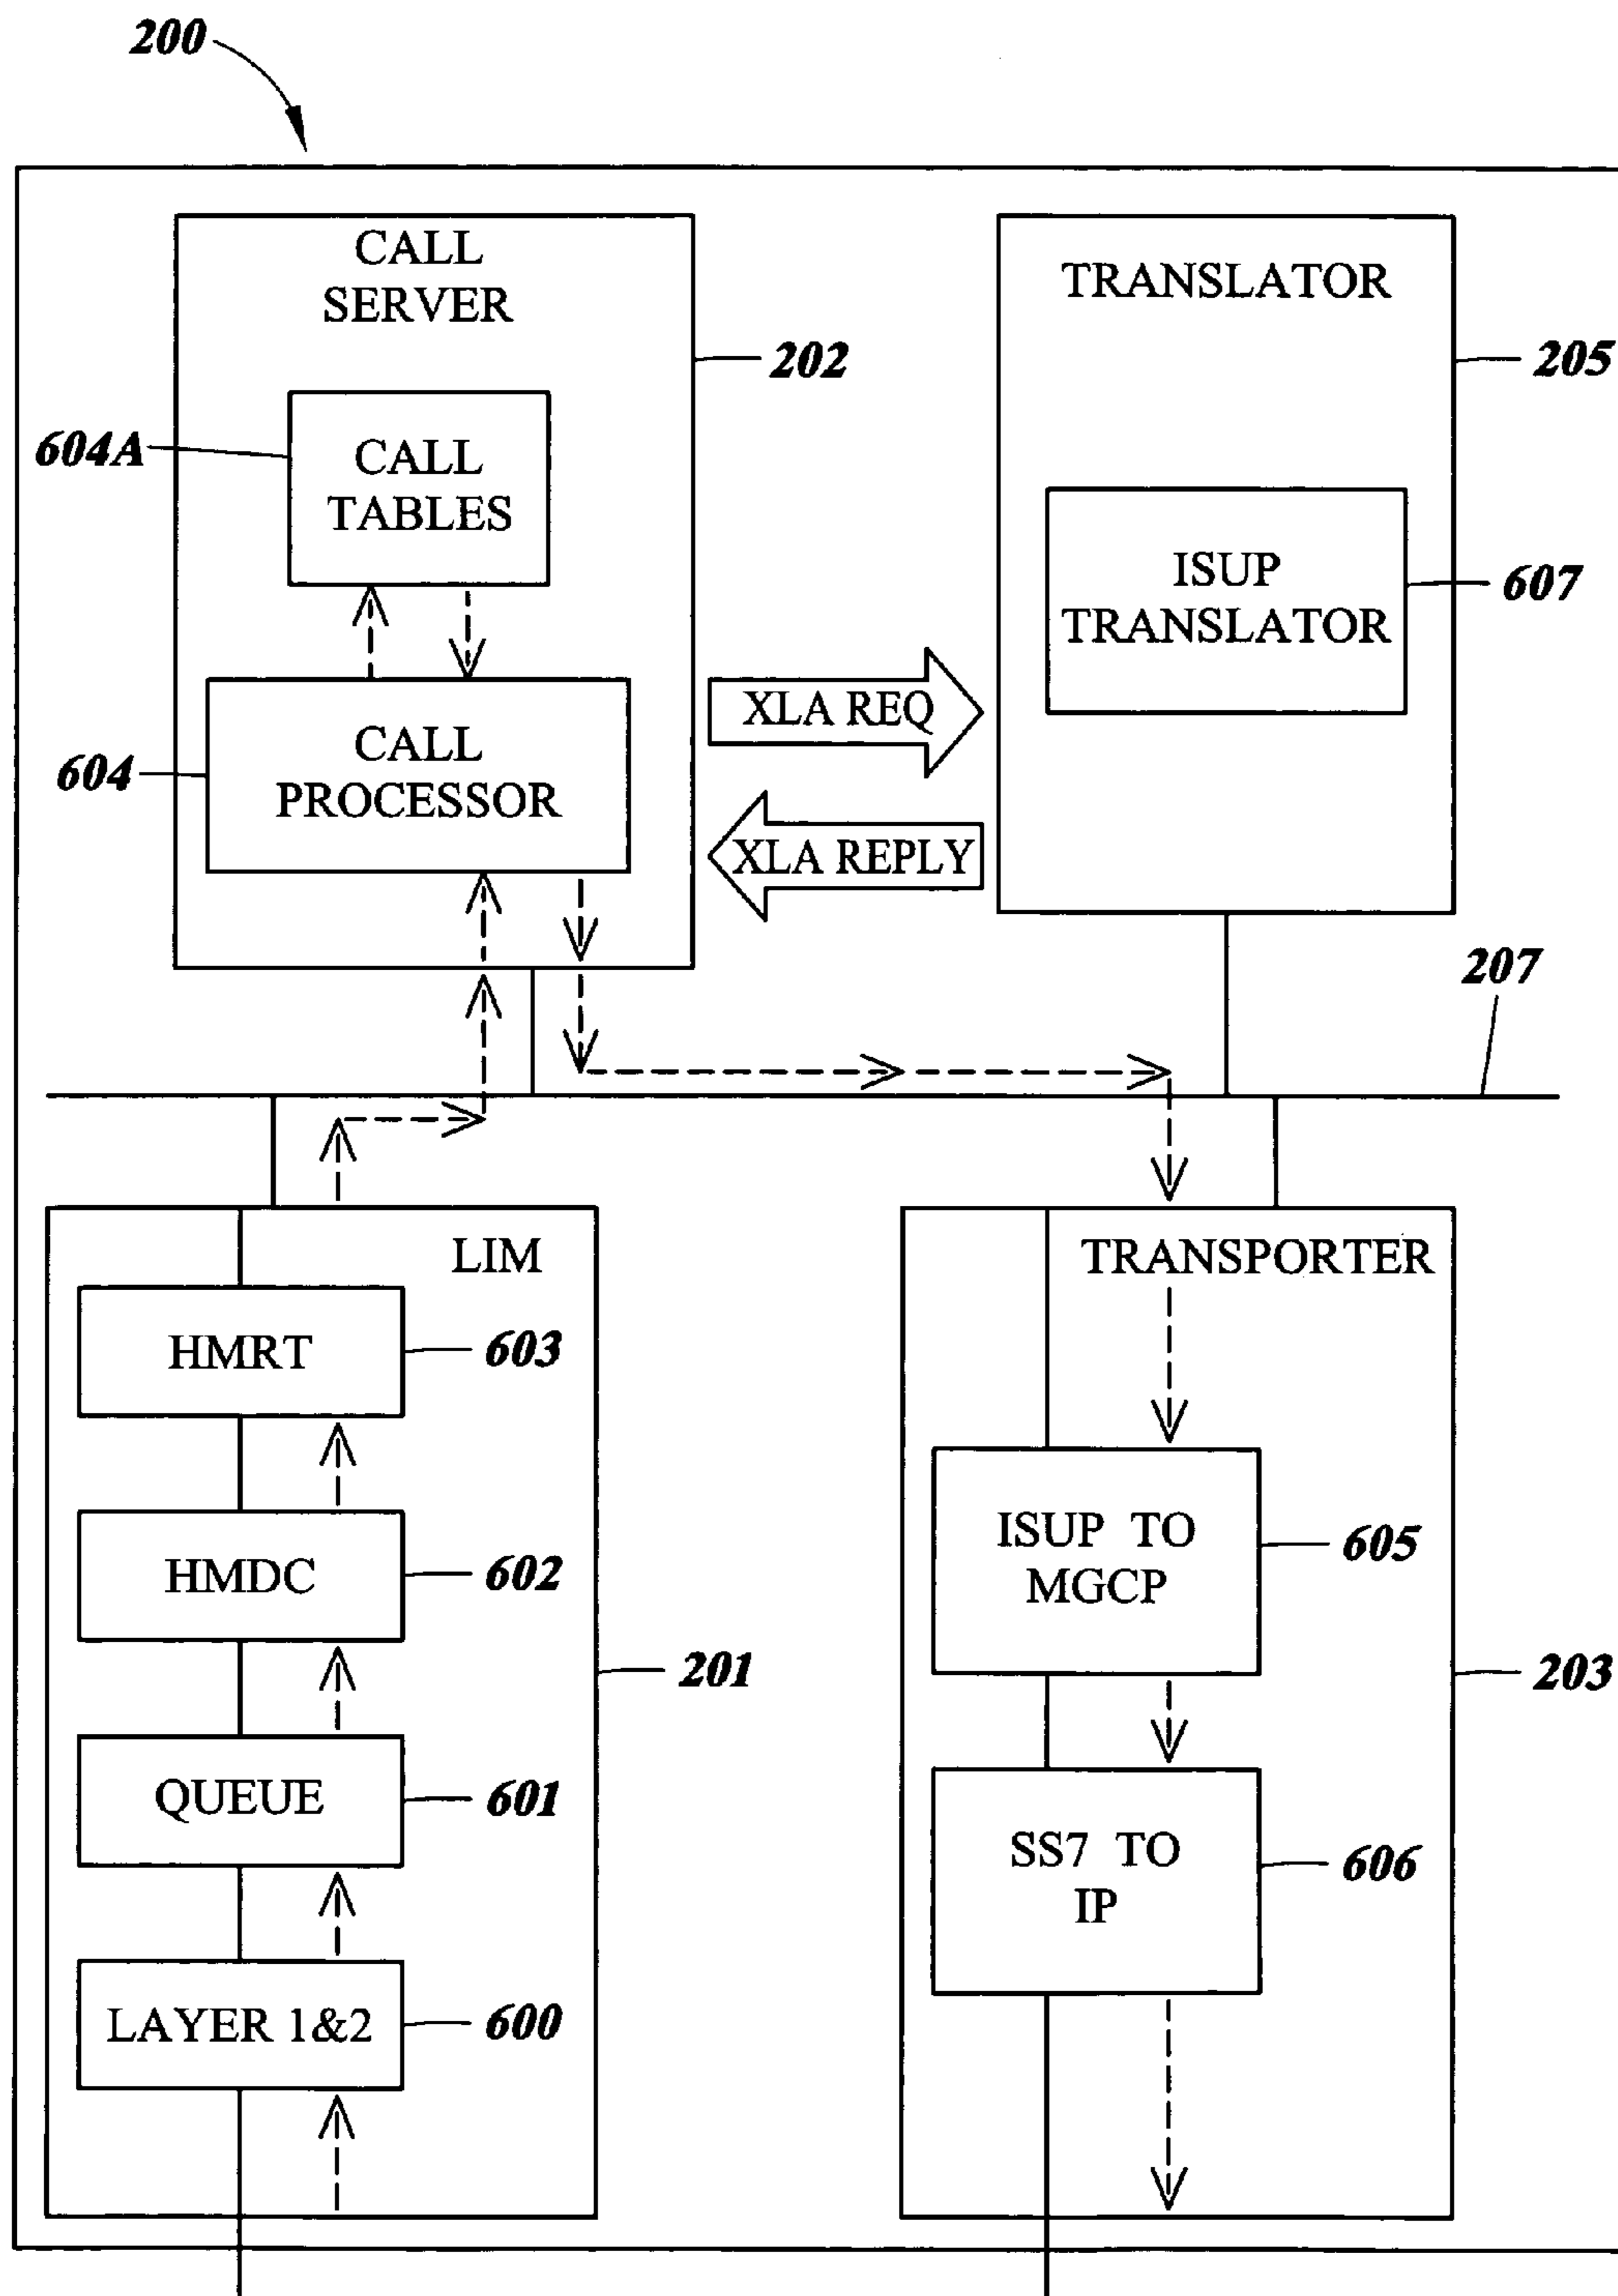 200
CALL
SERVER
202
604A
CALL
TABLES
604
CALL
PROCESSOR
XLA REQ
XLA REPLY
TRANSLATOR
205
ISUP
TRANSLATOR
607
207
LIM
HMRT
603
HMDC
602
201
QUEUE
601
LAYER 1&2
600
TRANSPORTER
ISUP TO
MGCP
605
203
SS7 TO
IP
606